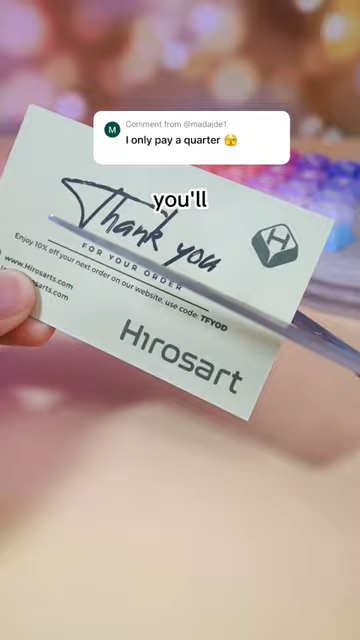 Comment from @madajde1
I only pay a quarter 🫣
you'll
Thank you
FOR YOUR ORDER
Enjoy 10% off your next order on our website, use code: TFYOD
www.Hirosarts.com
H
Hirosart